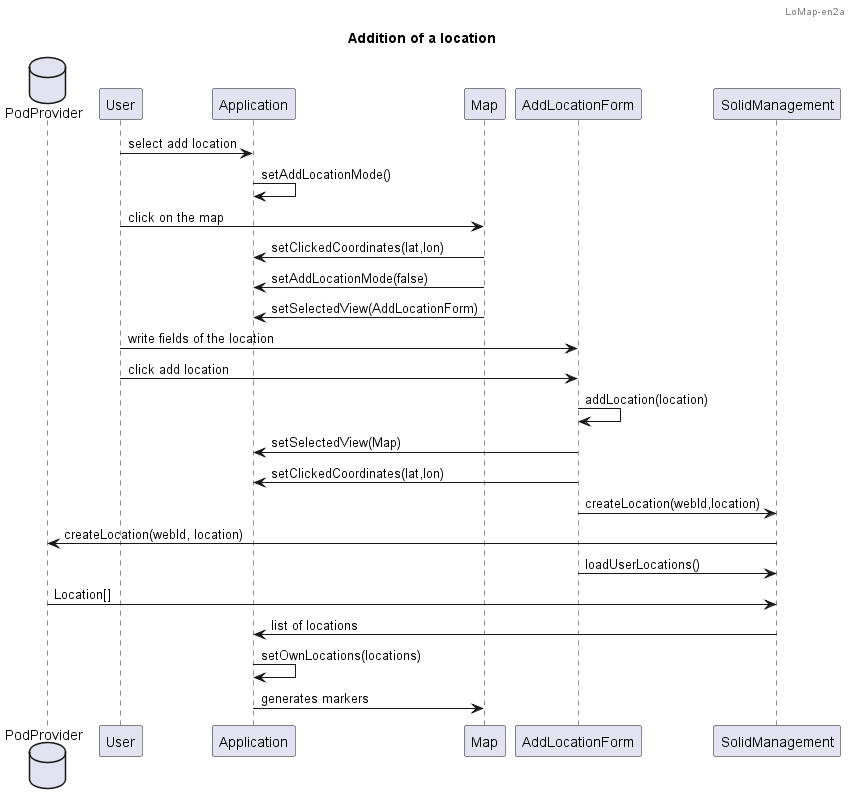 LoMap-en2a
Addition of a location
PodProvider
User
Application
Map
AddLocationForm
SolidManagement
select add location
setAddLocationMode()
click on the map
setClickedCoordinates(lat,lon)
setAddLocationMode(false)
setSelectedView(AddLocationForm)
write fields of the location
click add location
addLocation(location)
setSelectedView(Map)
setClickedCoordinates(lat,lon)
createLocation(webId,location)
createLocation(webId, location)
loadUserLocations()
Location[]
list of locations
setOwnLocations(locations)
generates markers
PodProvider
User
Application
Map
AddLocationForm
SolidManagement